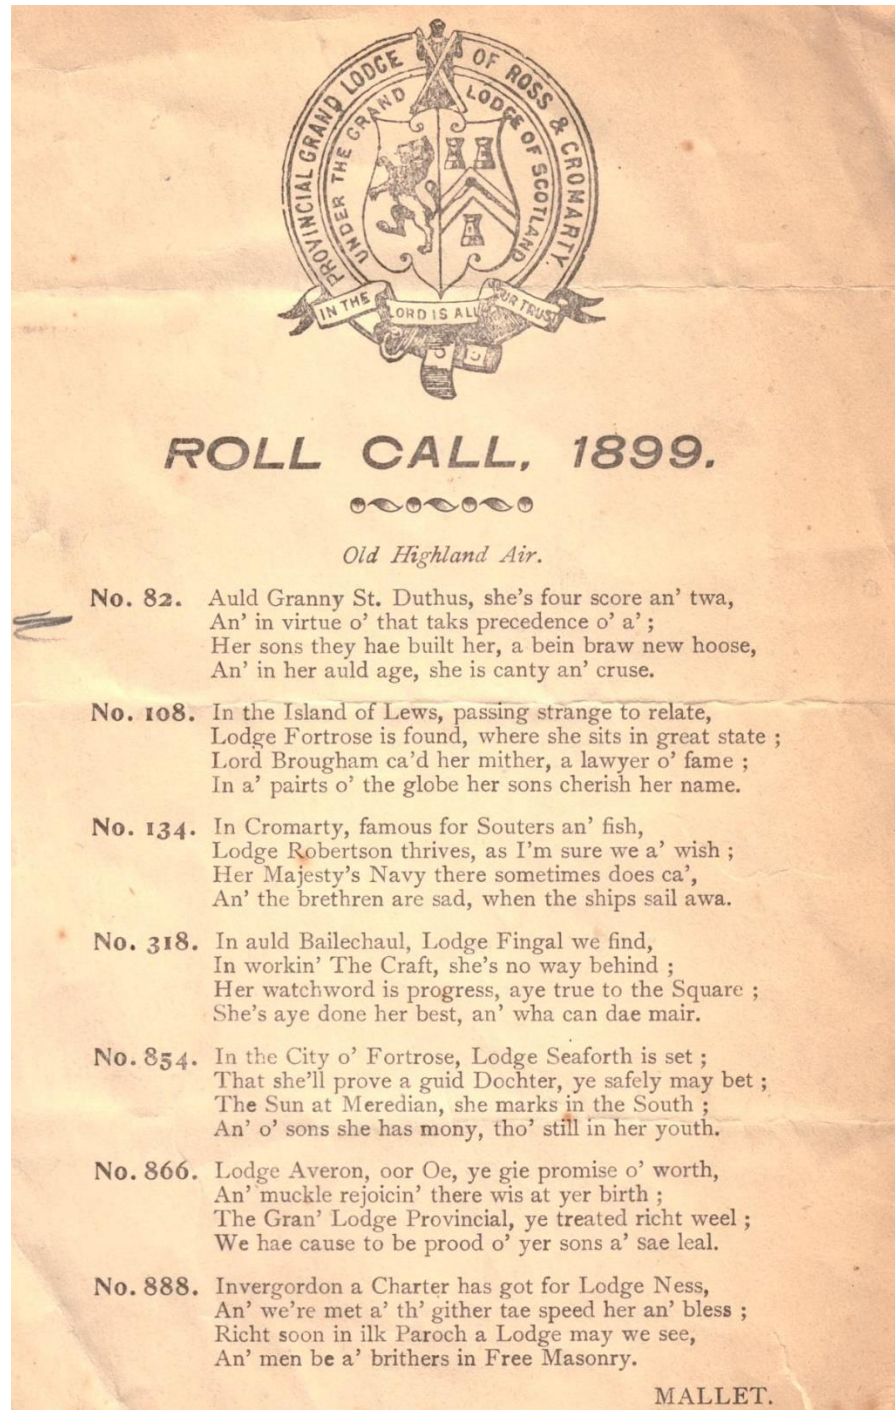 PROVINCIAL GRAND LODGE OF ROSS & CROMARTY.
UNDER THE GRAND LODGE OF SCOTLAND
IN THE LORD IS ALL OUR TRUST
ROLL CALL, 1899.
Old Highland Air.
No. 82. Auld Granny St. Duthus, she's four score an' twa,
An' in virtue o' that taks precedence o' a' ;
Her sons they hae built her, a bein braw new hoose,
An' in her auld age, she is canty an' cruse.
No. 108. In the Island of Lews, passing strange to relate,
Lodge Fortrose is found, where she sits in great state ;
Lord Brougham ca'd her mither, a lawyer o' fame ;
In a' pairts o' the globe her sons cherish her name.
No. 134. In Cromarty, famous for Souters an' fish,
Lodge Robertson thrives, as I'm sure we a' wish ;
Her Majesty's Navy there sometimes does ca',
An' the brethren are sad, when the ships sail awa.
No. 318. In auld Bailechaul, Lodge Fingal we find,
In workin' The Craft, she's no way behind ;
Her watchword is progress, aye true to the Square ;
She's aye done her best, an' wha can dae mair.
No. 854. In the City o' Fortrose, Lodge Seaforth is set ;
That she'll prove a guid Dochter, ye safely may bet ;
The Sun at Meredian, she marks in the South ;
An' o' sons she has mony, tho' still in her youth.
No. 866. Lodge Averon, oor Oe, ye gie promise o' worth,
An' muckle rejoicin' there wis at yer birth ;
The Gran' Lodge Provincial, ye treated richt weel ;
We hae cause to be prood o' yer sons a' sae leal.
No. 888. Invergordon a Charter has got for Lodge Ness,
An' we're met a' th' gither tae speed her an' bless ;
Richt soon in ilk Paroch a Lodge may we see,
An' men be a' brithers in Free Masonry.
MALLET.